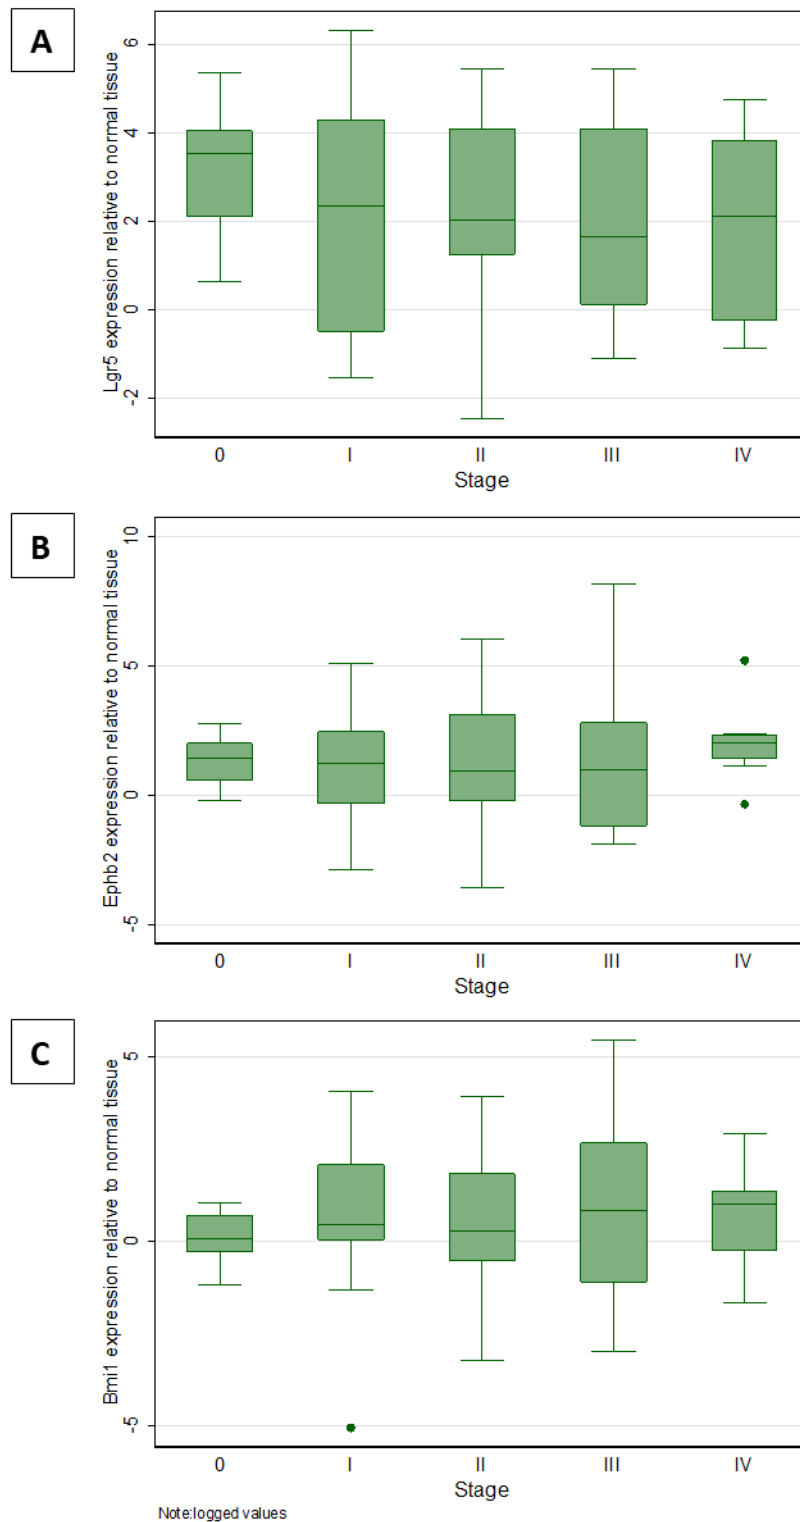 A
Lgr5 expression relative to normal tissue
6
4
2
0
-2
0 I II III IV
Stage
B
Ephb2 expression relative to normal tissue
10
5
0
-5
0 I II III IV
Stage
C
Bmi1 expression relative to normal tissue
5
0
-5
0 I II III IV
Stage
Note:logged values